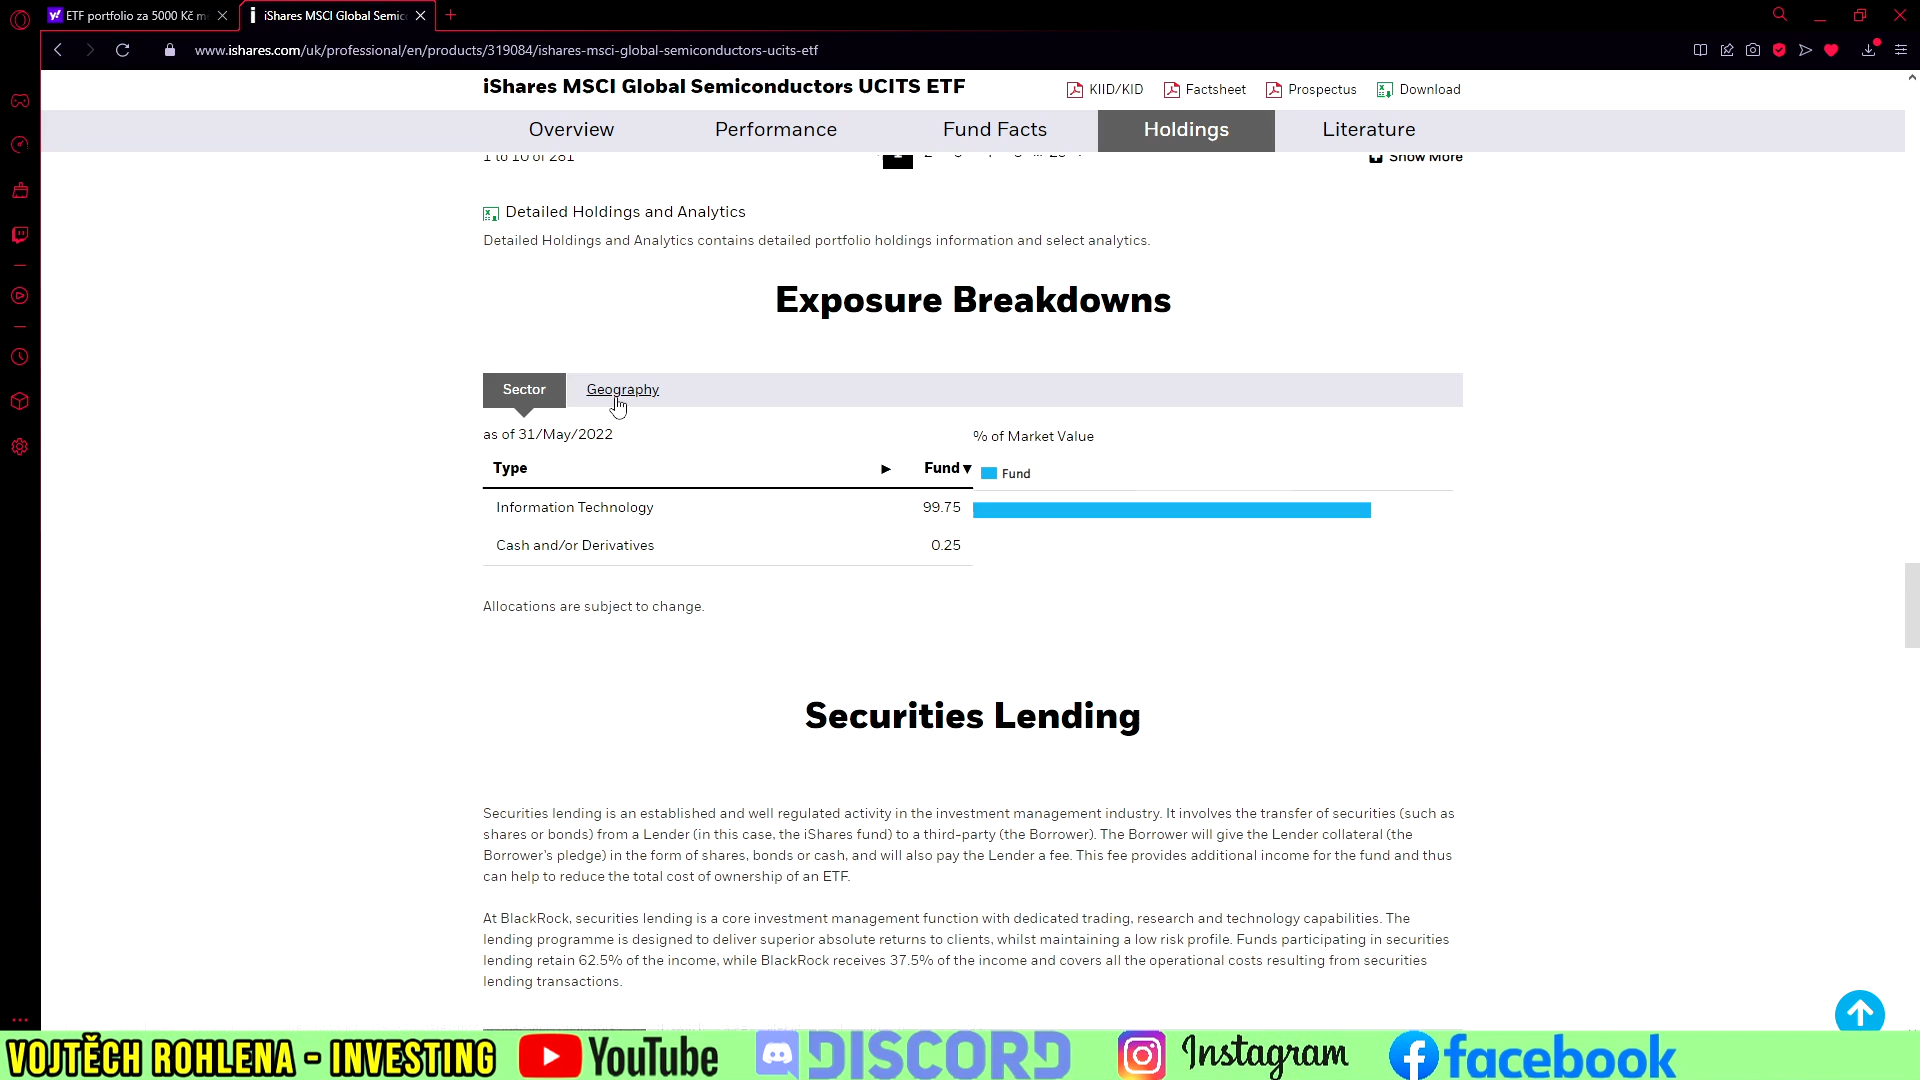 ETF portfolio za 5000 Kč m
iShares MSCI Global Semic
www.ishares.com/uk/professional/en/products/319084/ishares-msci-global-semiconductors-ucits-etf
iShares MSCI Global Semiconductors UCITS ETF
KIID/KID
Factsheet
Prospectus
Download
Overview
Performance
Fund Facts
Holdings
Literature
1 to 10 of 281
Show More
Detailed Holdings and Analytics
Detailed Holdings and Analytics contains detailed portfolio holdings information and select analytics.
Exposure Breakdowns
Sector
Geography
as of 31/May/2022
% of Market Value
Type
Fund
Fund
Information Technology
99.75
Cash and/or Derivatives
0.25
Allocations are subject to change.
Securities Lending
Securities lending is an established and well regulated activity in the investment management industry. It involves the transfer of securities (such as
shares or bonds) from a Lender (in this case, the iShares fund) to a third-party (the Borrower). The Borrower will give the Lender collateral (the
Borrower's pledge) in the form of shares, bonds or cash, and will also pay the Lender a fee. This fee provides additional income for the fund and thus
can help to reduce the total cost of ownership of an ETF.
At BlackRock, securities lending is a core investment management function with dedicated trading, research and technology capabilities. The
lending programme is designed to deliver superior absolute returns to clients, whilst maintaining a low risk profile. Funds participating in securities
lending retain 62.5% of the income, while BlackRock receives 37.5% of the income and covers all the operational costs resulting from securities
lending transactions.
VOJTĚCH ROHLENA - INVESTING
YouTube
DISCORD
Instagram
facebook